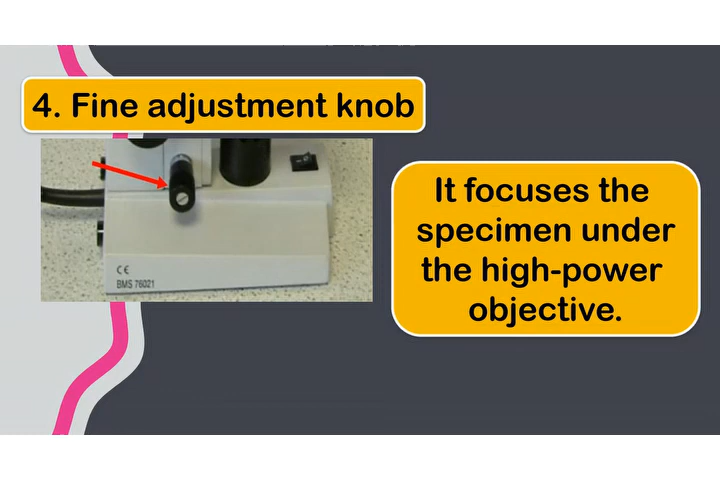 4. Fine adjustment knob
It focuses the
specimen under
the high-power
objective.
CE
BMS 76021